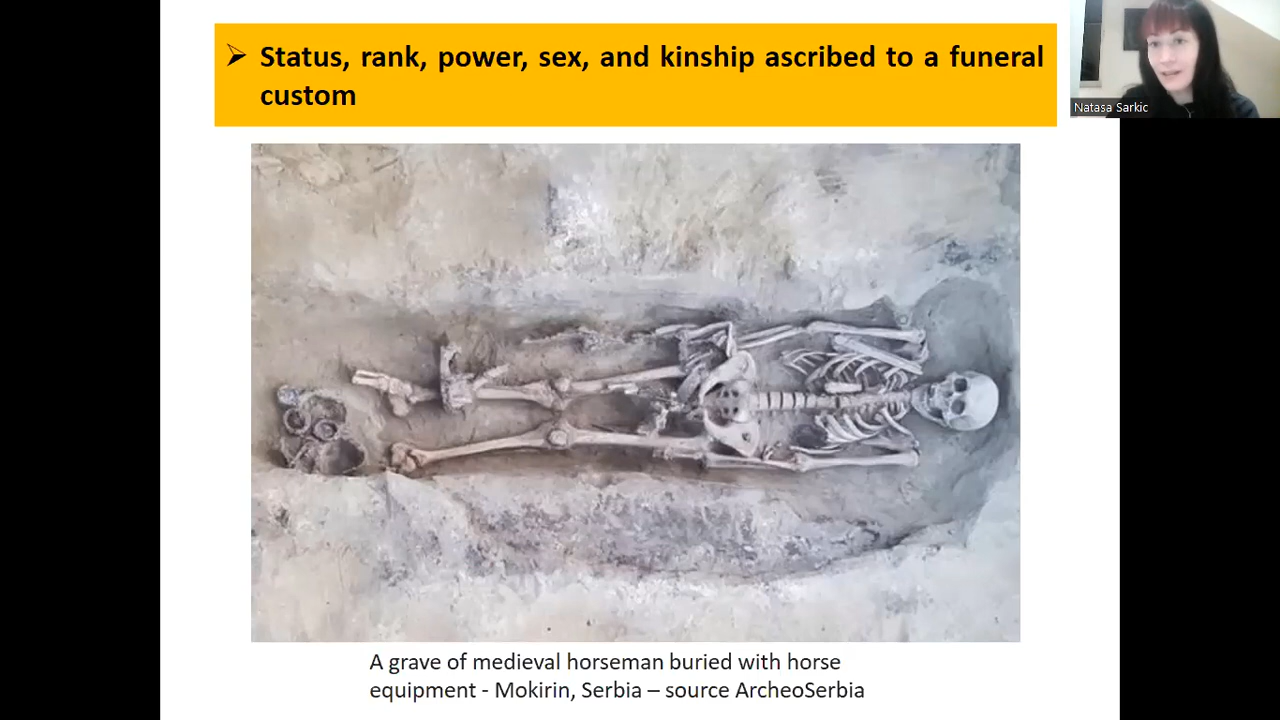 ➢ Status, rank, power, sex, and kinship ascribed to a funeral
custom
Natasa Sarkic
A grave of medieval horseman buried with horse
equipment - Mokirin, Serbia – source ArcheoSerbia